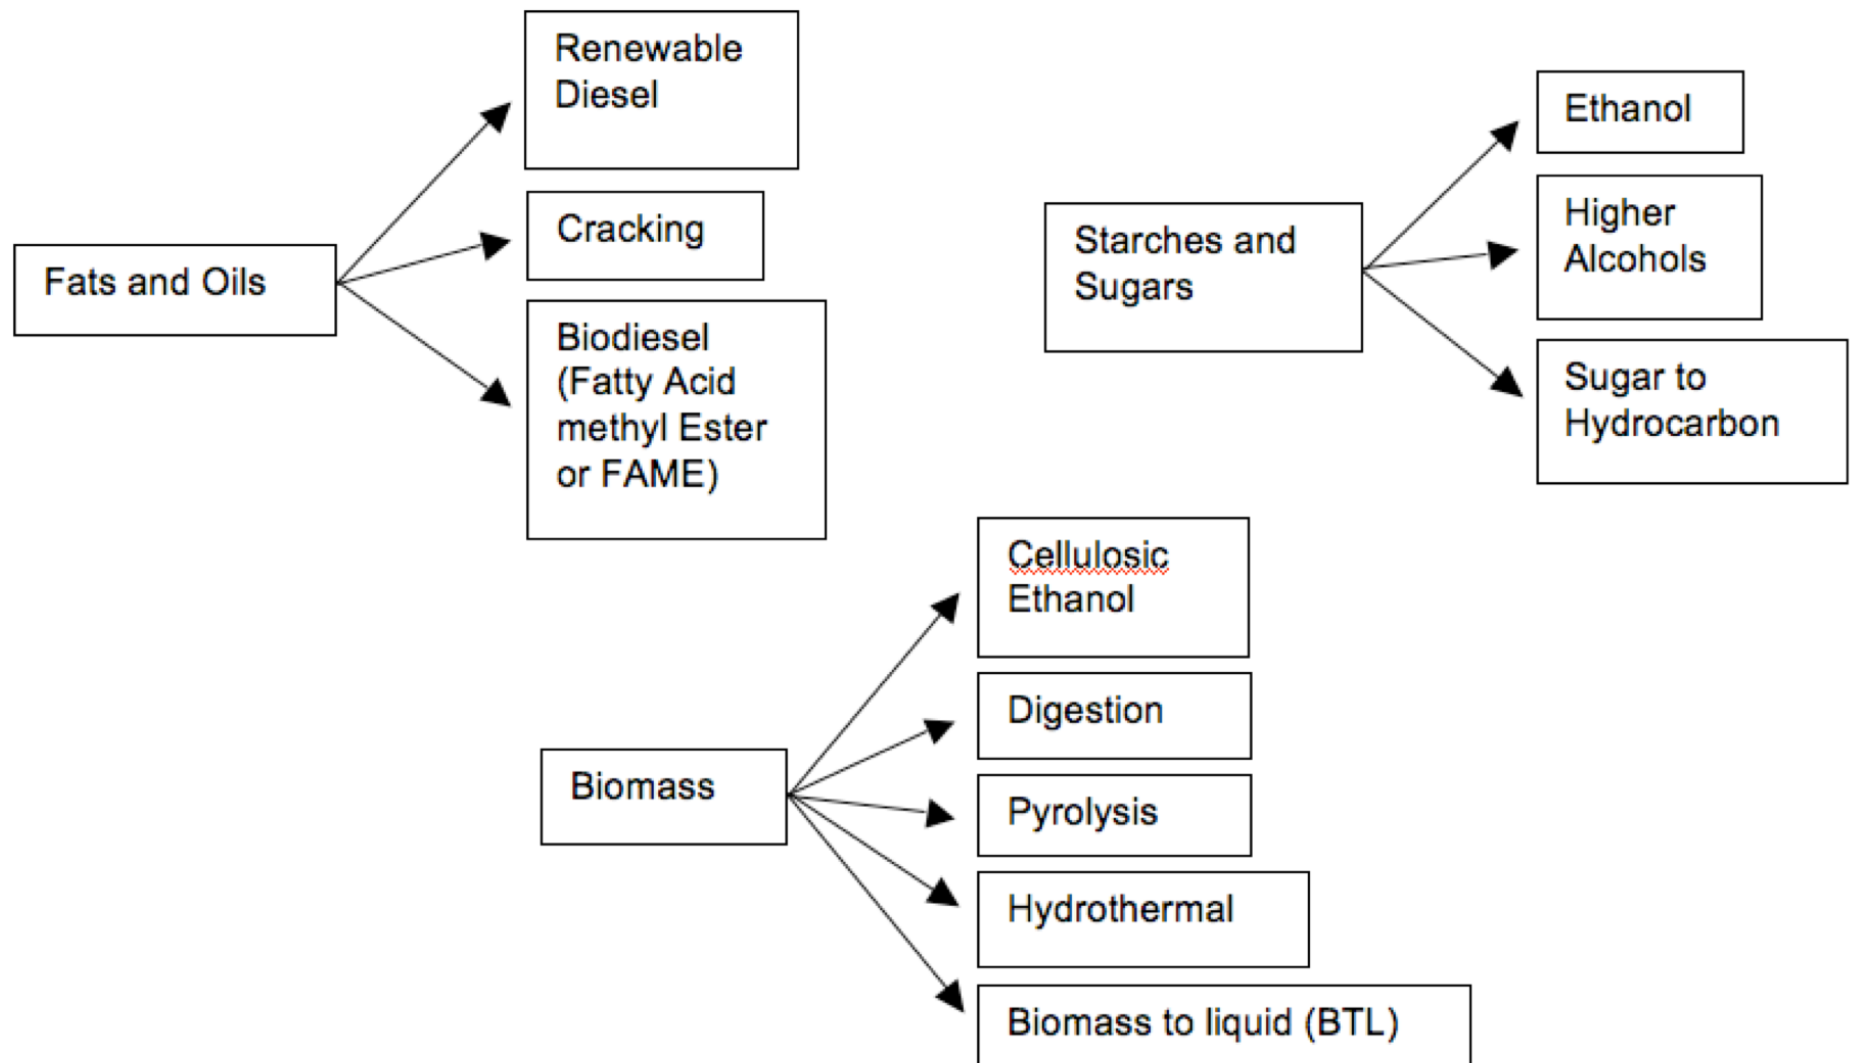 Fats and Oils
Renewable
Diesel
Cracking
Biodiesel
(Fatty Acid
methyl Ester
or FAME)
Starches and
Sugars
Ethanol
Higher
Alcohols
Sugar to
Hydrocarbon
Biomass
Cellulosic
Ethanol
Digestion
Pyrolysis
Hydrothermal
Biomass to liquid (BTL)